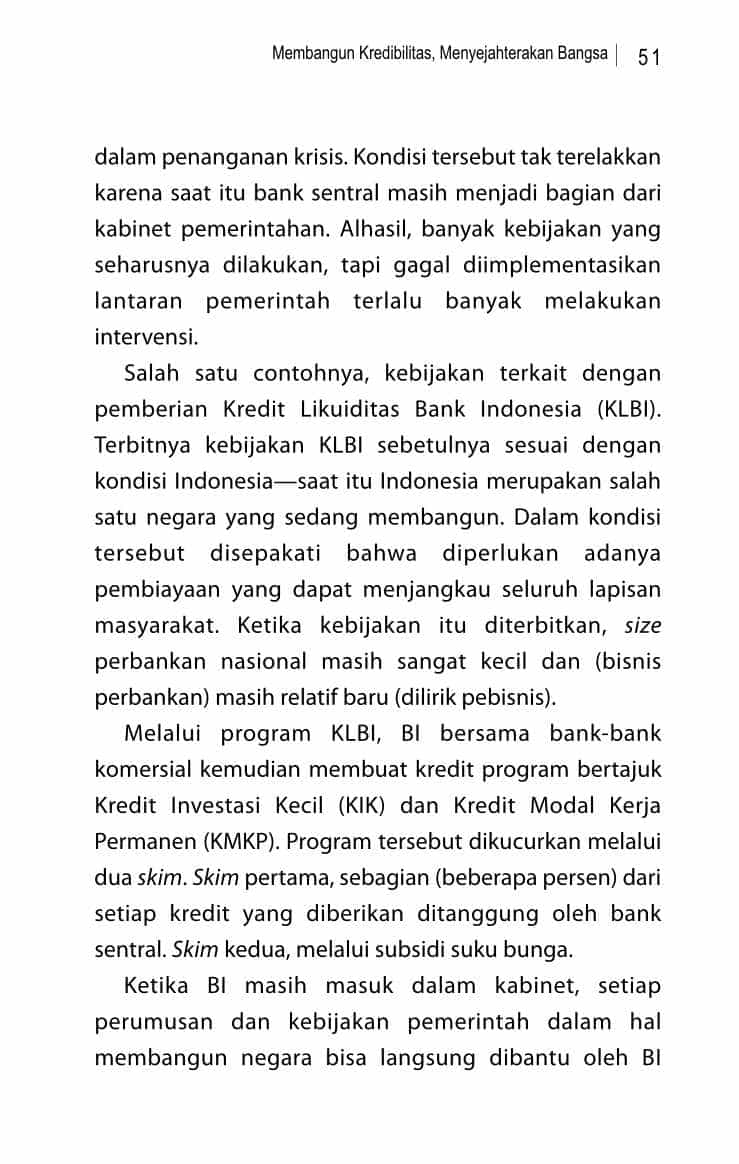 Membangun Kredibilitas, Menyejahterakan Bangsa | 51
dalam penanganan krisis. Kondisi tersebut tak terelakkan
karena saat itu bank sentral masih menjadi bagian dari
kabinet pemerintahan. Alhasil, banyak kebijakan yang
seharusnya dilakukan, tapi gagal diimplementasikan
lantaran pemerintah terlalu banyak melakukan
intervensi.
Salah satu contohnya, kebijakan terkait dengan
pemberian Kredit Likuiditas Bank Indonesia (KLBI).
Terbitnya kebijakan KLBI sebetulnya sesuai dengan
kondisi Indonesia—saat itu Indonesia merupakan salah
satu negara yang sedang membangun. Dalam kondisi
tersebut disepakati bahwa diperlukan adanya
pembiayaan yang dapat menjangkau seluruh lapisan
masyarakat. Ketika kebijakan itu diterbitkan, size
perbankan nasional masih sangat kecil dan (bisnis
perbankan) masih relatif baru (dilirik pebisnis).
Melalui program KLBI, BI bersama bank-bank
komersial kemudian membuat kredit program bertajuk
Kredit Investasi Kecil (KIK) dan Kredit Modal Kerja
Permanen (KMKP). Program tersebut dikucurkan melalui
dua skim. Skim pertama, sebagian (beberapa persen) dari
setiap kredit yang diberikan ditanggung oleh bank
sentral. Skim kedua, melalui subsidi suku bunga.
Ketika BI masih masuk dalam kabinet, setiap
perumusan dan kebijakan pemerintah dalam hal
membangun negara bisa langsung dibantu oleh BI